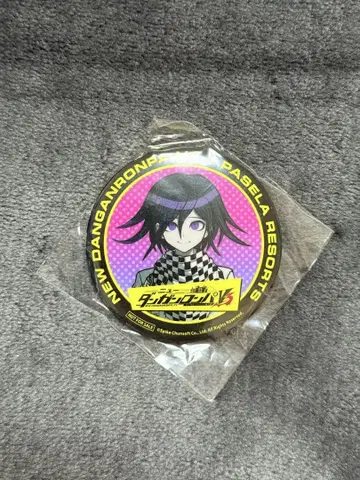 NEW DANGANRONPA
PASELA RESORTS
ニュー
ダンガンロンパV3
NOT FOR SALE
©Spike Chunsoft Co., Ltd. All Rights Reserved.